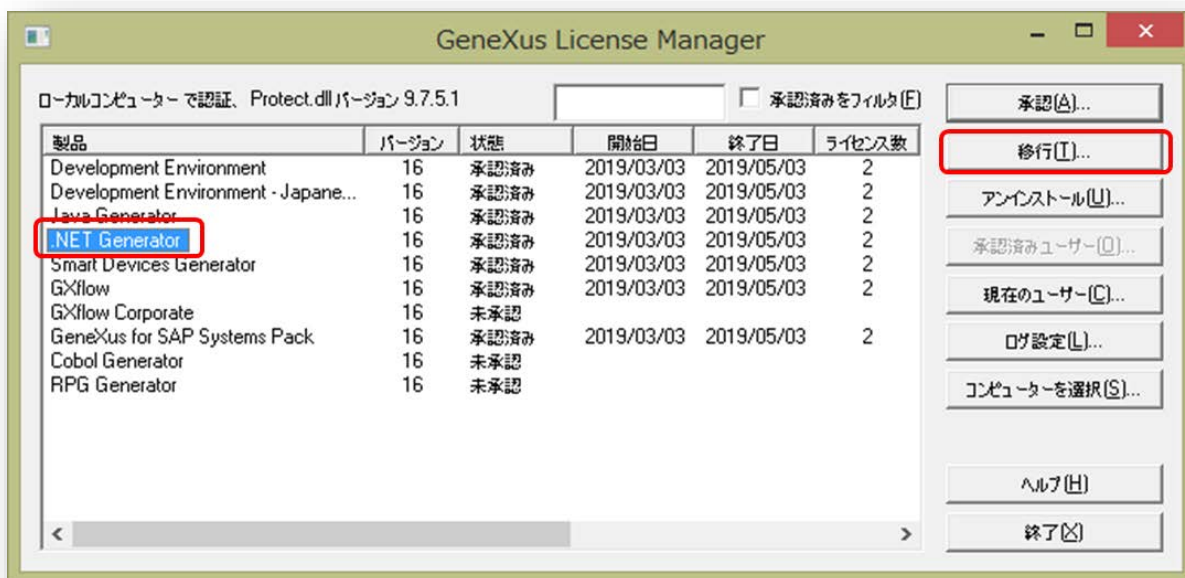 GeneXus License Manager
ローカルコンピューター で認証、 Protect.dll バージョン 9.7.5.1
承認済みをフィルタ(F)
製品 バージョン 状態 開始日 終了日 ライセンス数
Development Environment 16 承認済み 2019/03/03 2019/05/03 2
Development Environment - Japane... 16 承認済み 2019/03/03 2019/05/03 2
Java Generator 16 承認済み 2019/03/03 2019/05/03 2
.NET Generator 16 承認済み 2019/03/03 2019/05/03 2
Smart Devices Generator 16 承認済み 2019/03/03 2019/05/03 2
GXflow 16 承認済み 2019/03/03 2019/05/03 2
GXflow Corporate 16 未承認
GeneXus for SAP Systems Pack 16 承認済み 2019/03/03 2019/05/03 2
Cobol Generator 16 未承認
RPG Generator 16 未承認
承認(A)...
移行(T)...
アンインストール(U)...
承認済みユーザー(O)...
現在のユーザー(C)...
ログ設定(L)...
コンピューターを選択(S)...
ヘルプ(H)
終了(X)